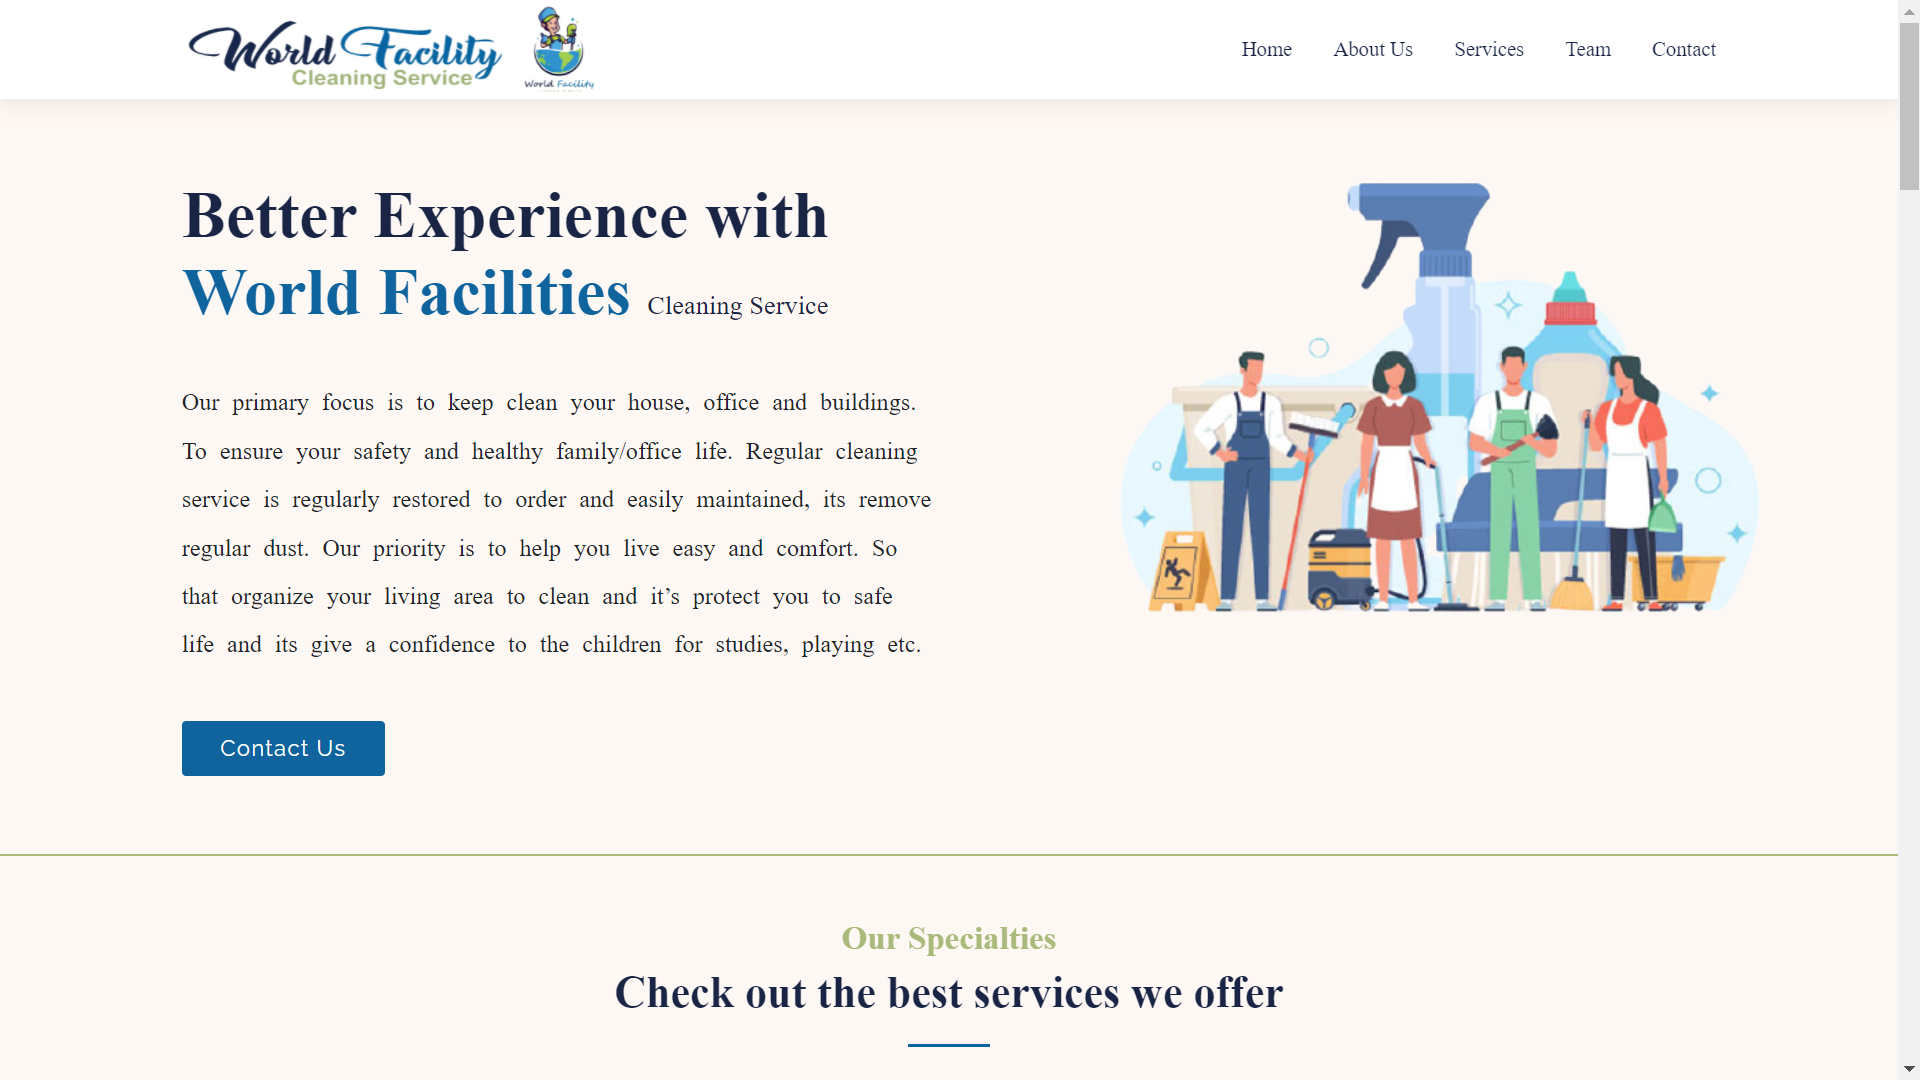 World Facility
Cleaning Service
World Facility
Home
About Us
Services
Team
Contact
Better Experience with
World Facilities Cleaning Service
Our primary focus is to keep clean your house, office and buildings.
To ensure your safety and healthy family/office life. Regular cleaning
service is regularly restored to order and easily maintained, its remove
regular dust. Our priority is to help you live easy and comfort. So
that organize your living area to clean and it’s protect you to safe
life and its give a confidence to the children for studies, playing etc.
Contact Us
Our Specialties
Check out the best services we offer